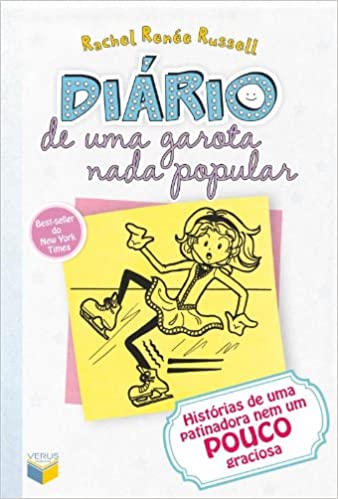 Rachel Renée Russell
DIÁRIO
de uma garota
nada popular
Best-seller
do
New York
Times
Histórias de uma
patinadora nem um
POUCO
graciosa
VERUS